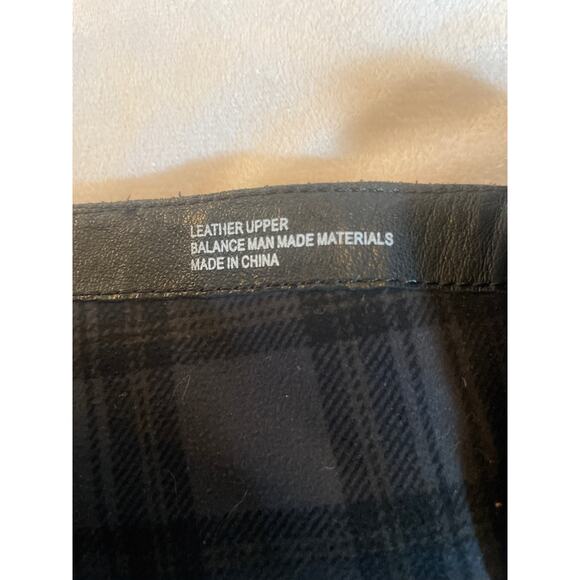 LEATHER UPPER
BALANCE MAN MADE MATERIALS
MADE IN CHINA